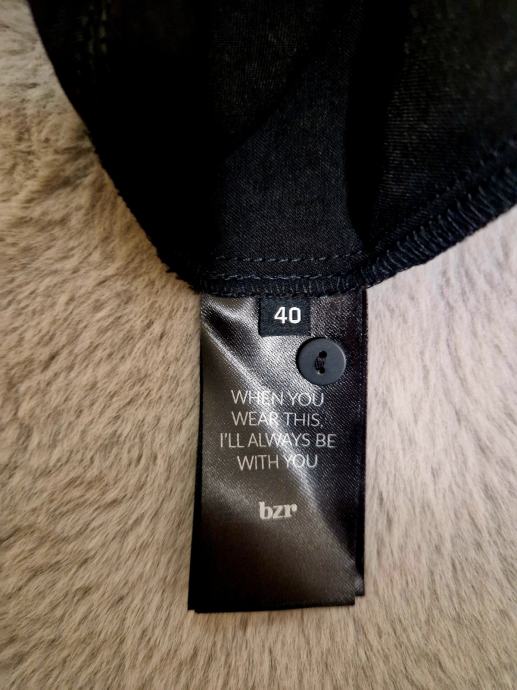 40
WHEN YOU
WEAR THIS,
I'LL ALWAYS BE
WITH YOU
bzr